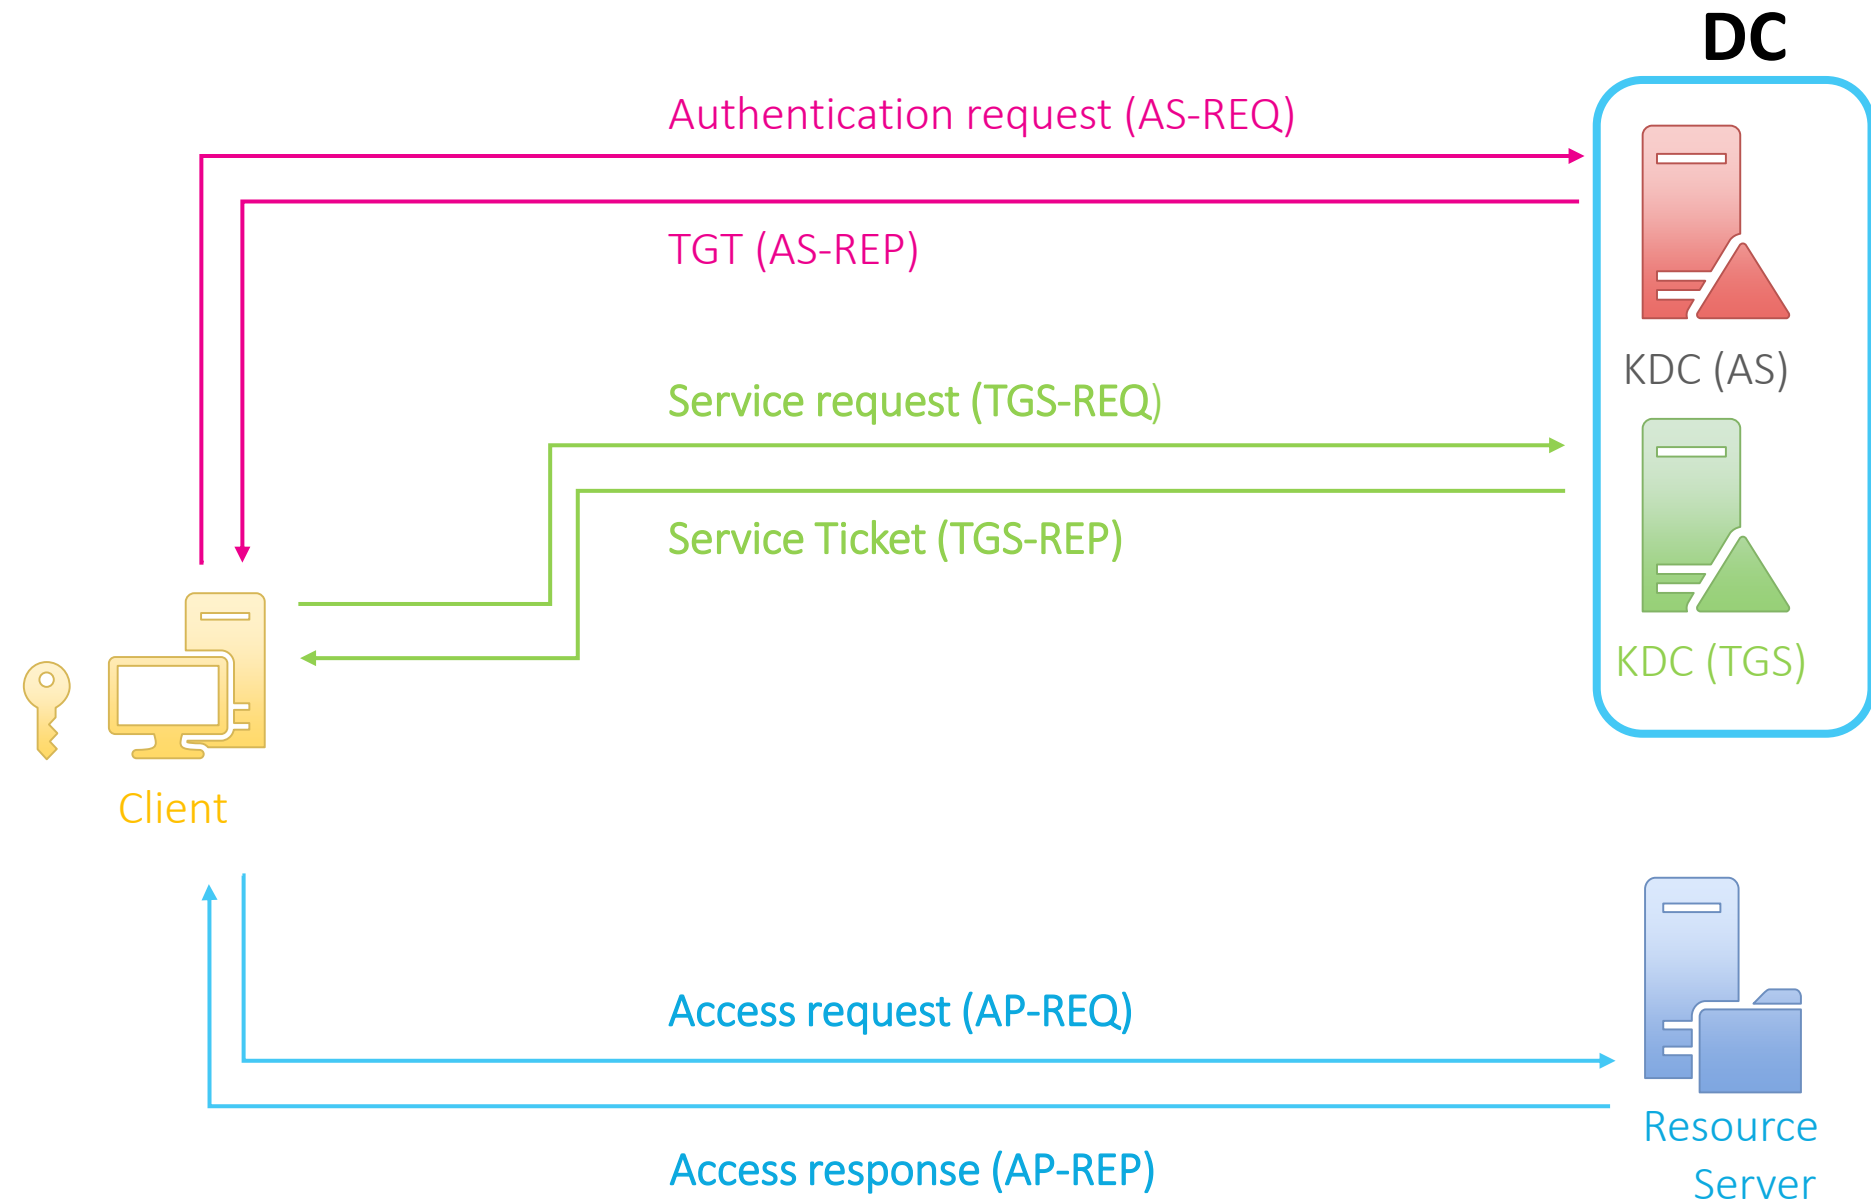 DC
Authentication request (AS-REQ)
TGT (AS-REP)
KDC (AS)
Service request (TGS-REQ)
Service Ticket (TGS-REP)
KDC (TGS)
Client
Access request (AP-REQ)
Access response (AP-REP)
Resource
Server